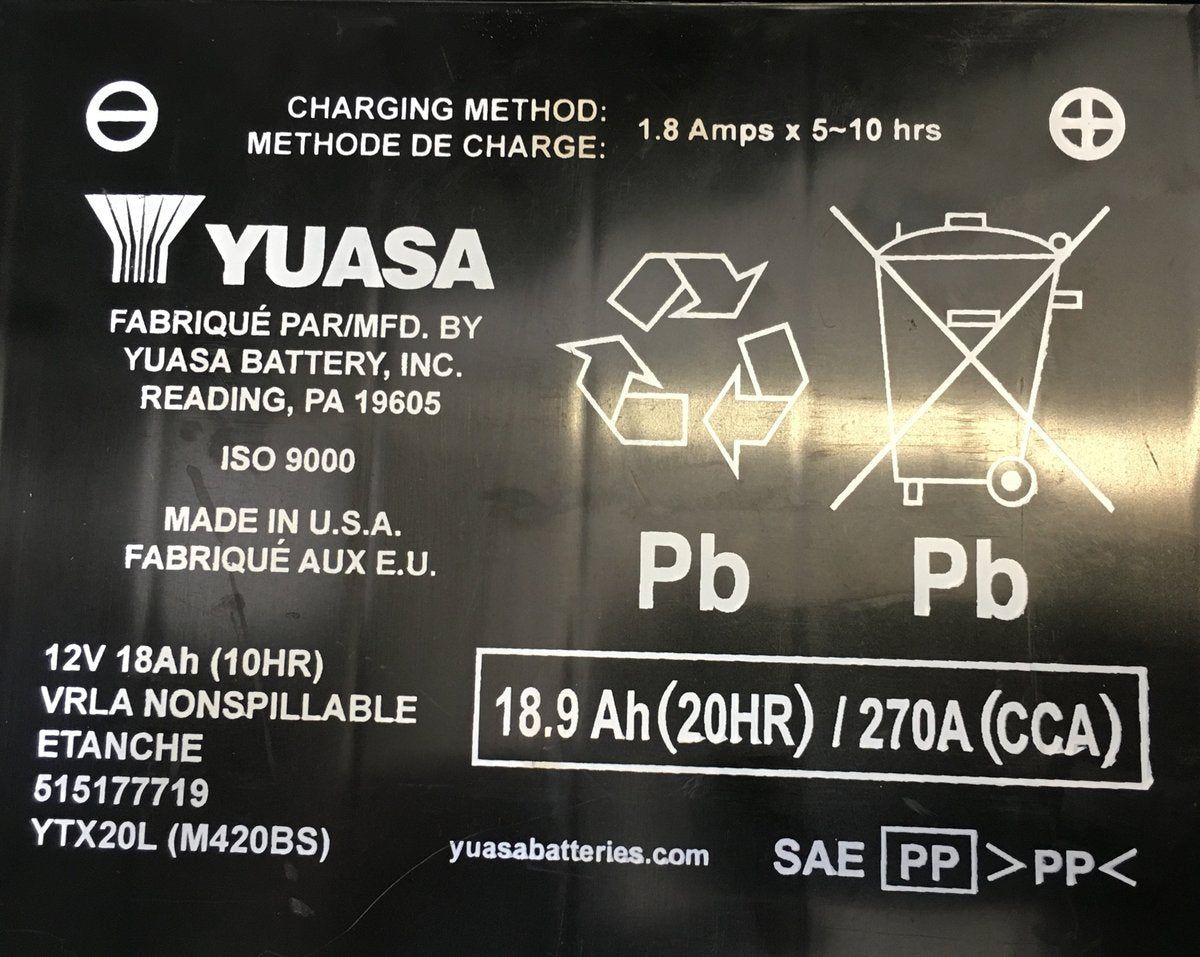 CHARGING METHOD:
METHODE DE CHARGE:
1.8 Amps x 5~10 hrs
YUASA
FABRIQUÉ PAR/MFD. BY
YUASA BATTERY, INC.
READING, PA 19605
ISO 9000
MADE IN U.S.A.
FABRIQUÉ AUX E.U.
Pb
Pb
12V 18Ah (10HR)
VRLA NONSPILLABLE
ETANCHE
515177719
YTX20L (M420BS)
18.9 Ah (20HR) / 270A (CCA)
yuasabatteries.com
SAE PP >PP<